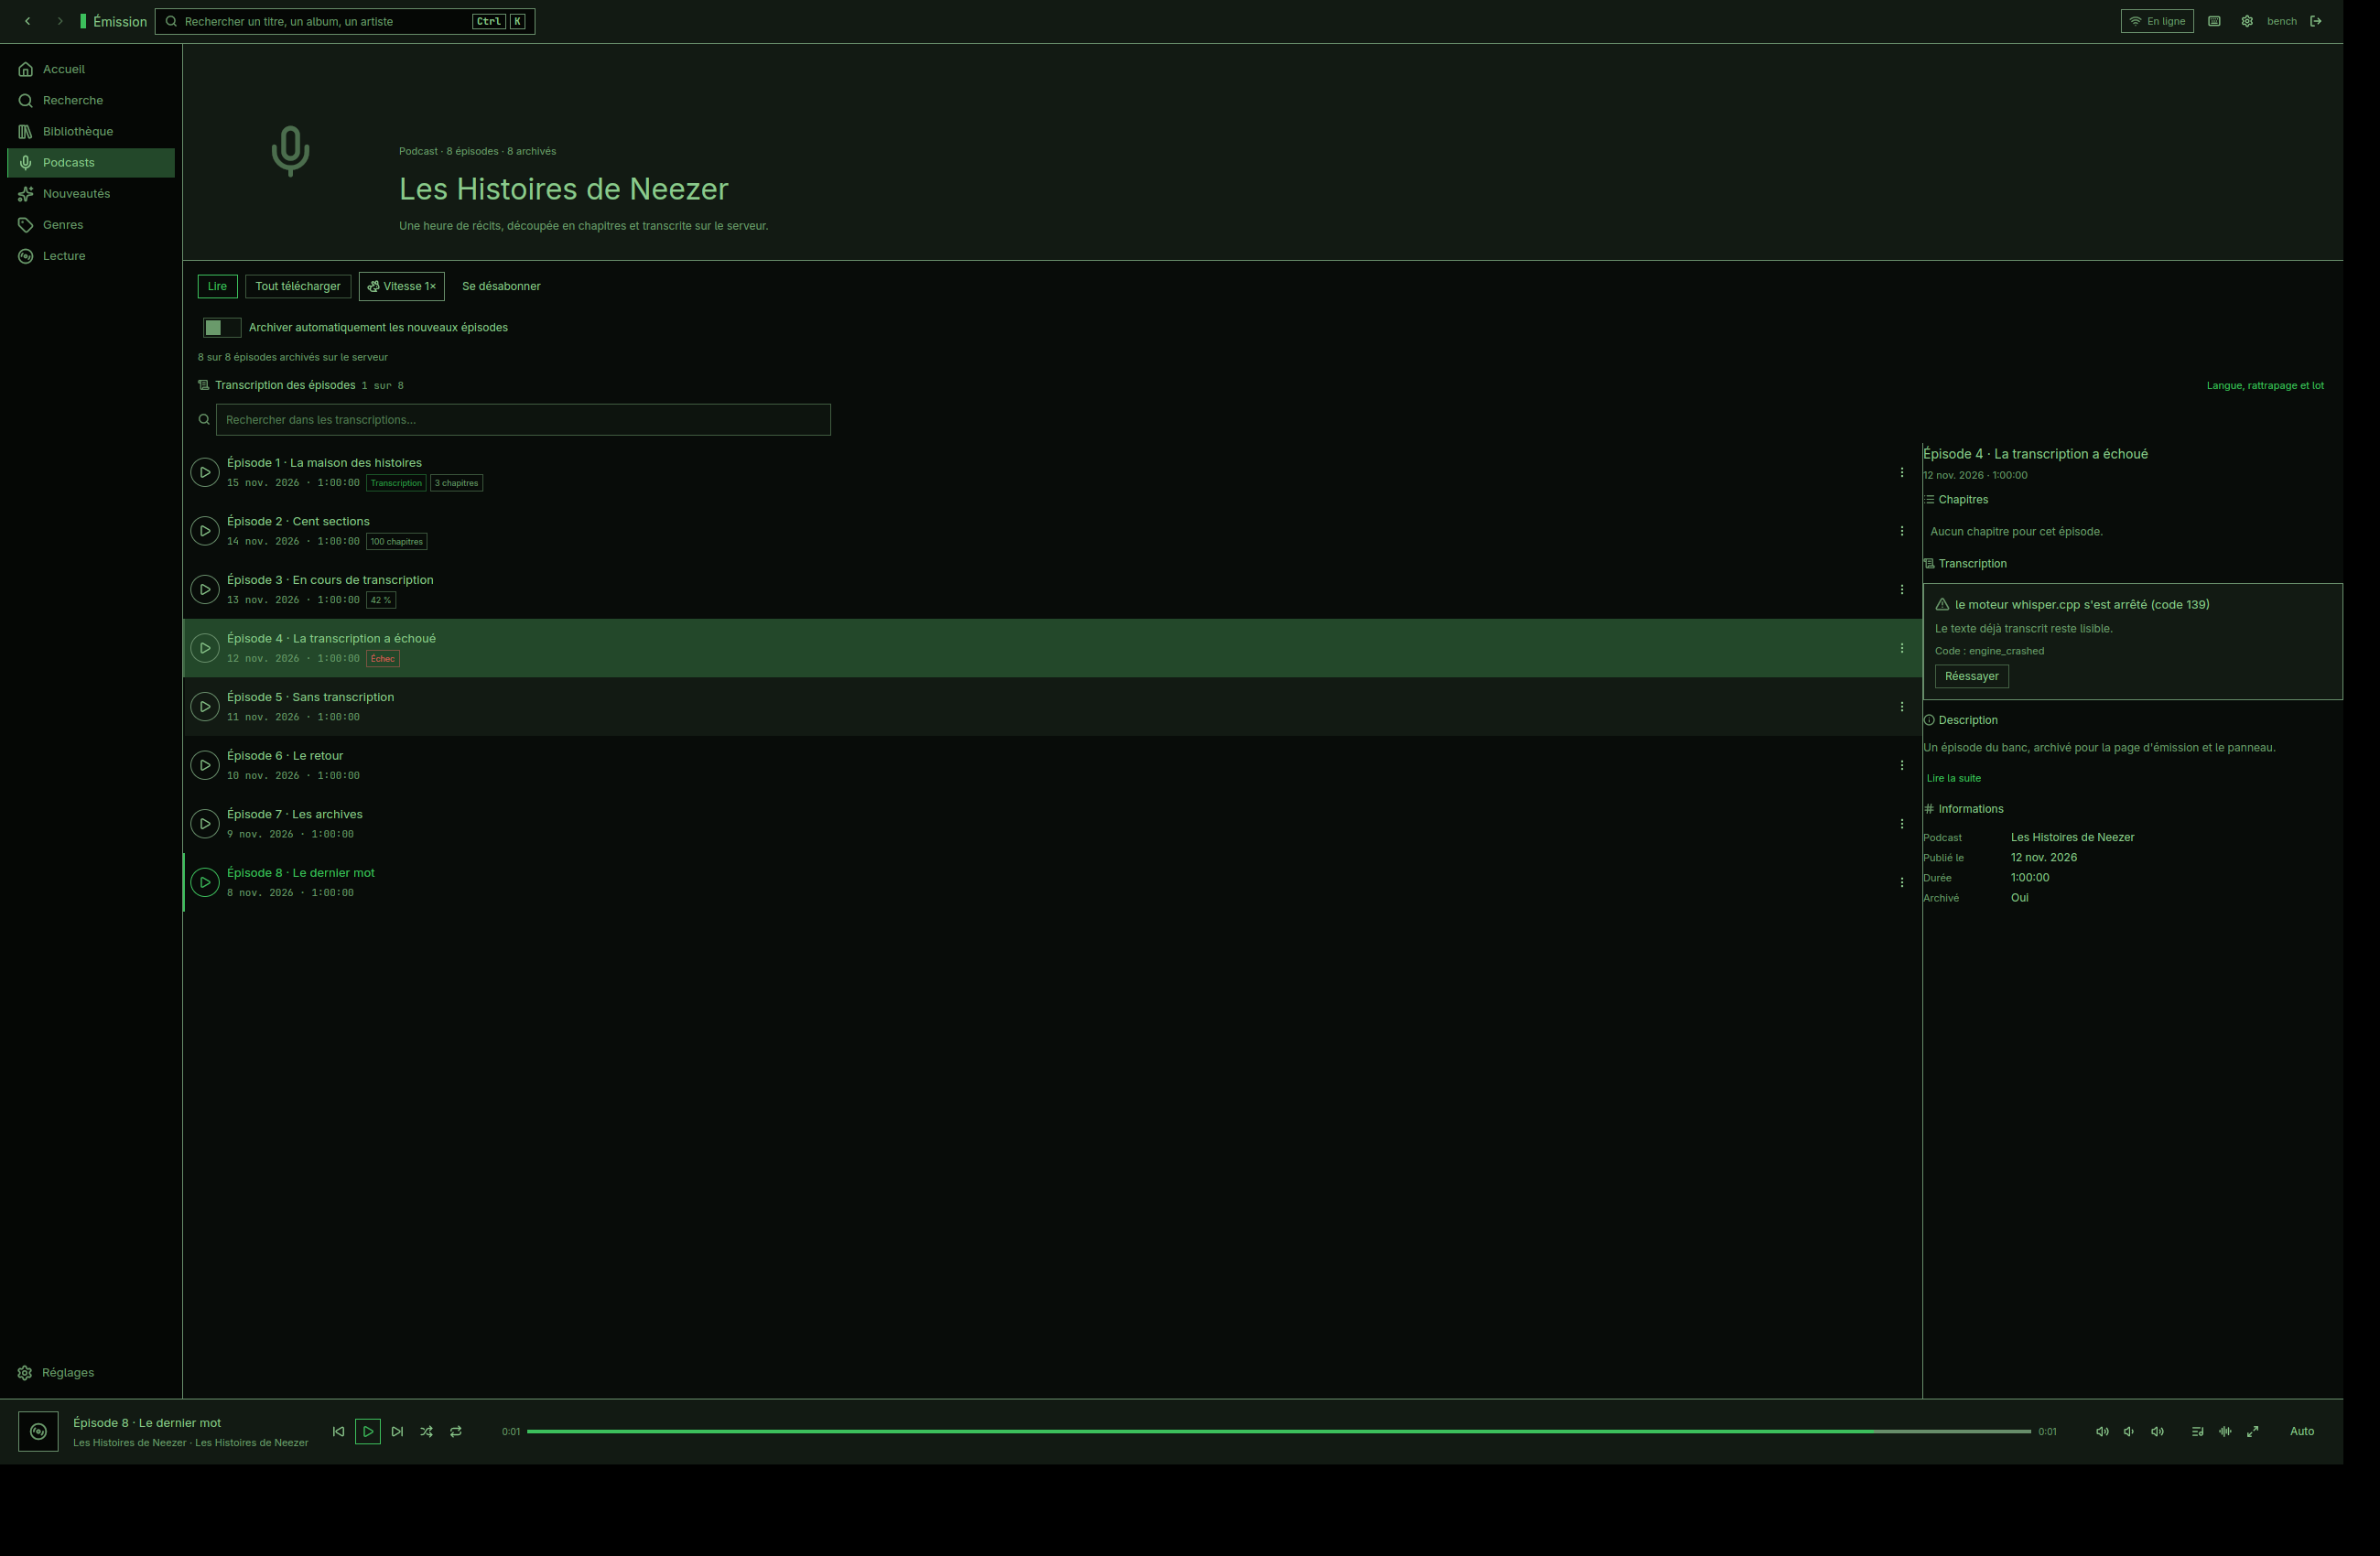 Émission
Rechercher un titre, un album, un artiste
Ctrl K
En ligne
bench
Accueil
Recherche
Bibliothèque
Podcasts
Nouveautés
Genres
Lecture
Réglages
Podcast · 8 épisodes · 8 archivés
Les Histoires de Neezer
Une heure de récits, découpée en chapitres et transcrite sur le serveur.
Lire
Tout télécharger
Vitesse 1×
Se désabonner
Archiver automatiquement les nouveaux épisodes
8 sur 8 épisodes archivés sur le serveur
Transcription des épisodes 1 sur 8
Langue, rattrapage et lot
Rechercher dans les transcriptions...
Épisode 1 · La maison des histoires
15 nov. 2026 · 1:00:00 Transcription 3 chapitres
Épisode 2 · Cent sections
14 nov. 2026 · 1:00:00 100 chapitres
Épisode 3 · En cours de transcription
13 nov. 2026 · 1:00:00 42 %
Épisode 4 · La transcription a échoué
12 nov. 2026 · 1:00:00 Échec
Épisode 5 · Sans transcription
11 nov. 2026 · 1:00:00
Épisode 6 · Le retour
10 nov. 2026 · 1:00:00
Épisode 7 · Les archives
9 nov. 2026 · 1:00:00
Épisode 8 · Le dernier mot
8 nov. 2026 · 1:00:00
Épisode 4 · La transcription a échoué
12 nov. 2026 · 1:00:00
Chapitres
Aucun chapitre pour cet épisode.
Transcription
le moteur whisper.cpp s'est arrêté (code 139)
Le texte déjà transcrit reste lisible.
Code : engine_crashed
Réessayer
Description
Un épisode du banc, archivé pour la page d'émission et le panneau.
Lire la suite
Informations
Podcast Les Histoires de Neezer
Publié le 12 nov. 2026
Durée 1:00:00
Archivé Oui
Épisode 8 · Le dernier mot
Les Histoires de Neezer · Les Histoires de Neezer
0:01
0:01
Auto